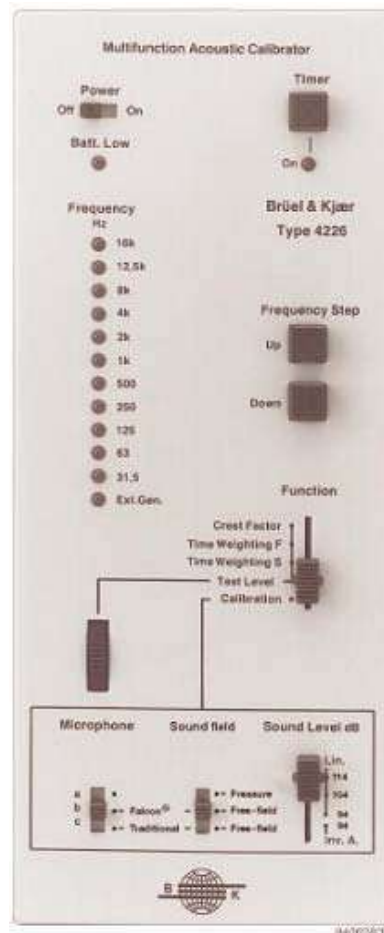 Multifunction Acoustic Calibrator
Power
Off On
Timer
Batt. Low
On
Frequency
Hz
Brüel & Kjær
Type 4226
16k
12,5k
8k
4k
2k
1k
500
250
125
63
31,5
Ext.Gen.
Frequency Step
Up
Down
Function
Crest Factor
Time Weighting F
Time Weighting S
Test Level
Calibration
Microphone Sound field Sound Level dB
a
b Falcon®
c Traditional
Pressure
Free-field
Free-field
Lin.
114
104
94
94
Inv. A.
B
K